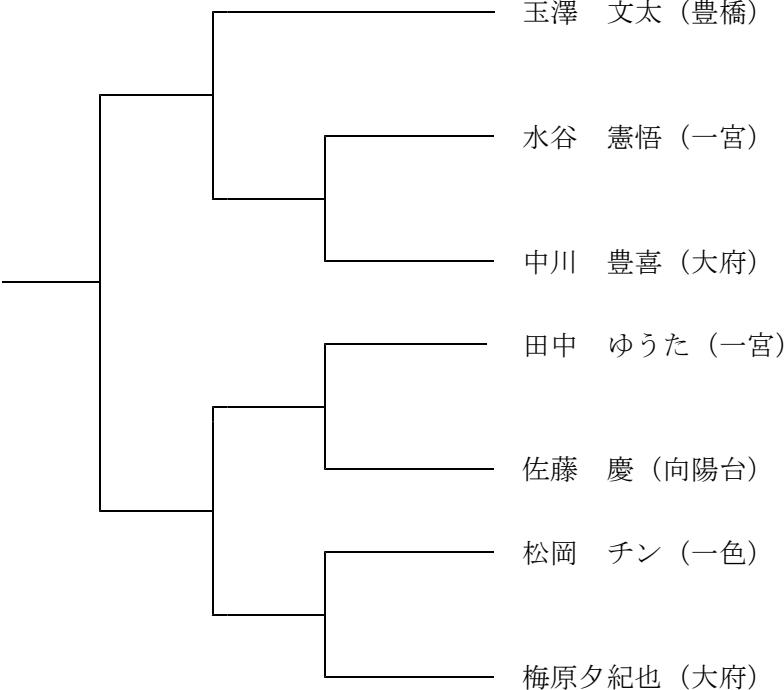 玉澤　文太（豊橋）
水谷　憲悟（一宮）
中川　豊喜（大府）
田中　ゆうた（一宮）
佐藤　慶（向陽台）
松岡　チン（一色）
梅原夕紀也（大府）